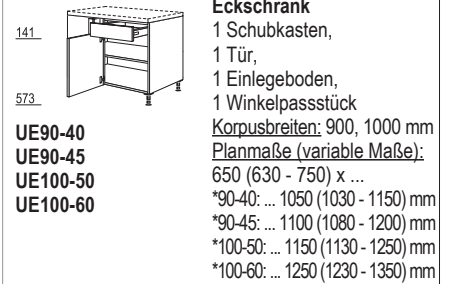 141
573
UE90-40
UE90-45
UE100-50
UE100-60
Eckschrank
1 Schubkasten,
1 Tür,
1 Einlegeboden,
1 Winkelpassstück
Korpusbreiten: 900, 1000 mm
Planmaße (variable Maße):
650 (630 - 750) x ...
*90-40: ... 1050 (1030 - 1150) mm
*90-45: ... 1100 (1080 - 1200) mm
*100-50: ... 1150 (1130 - 1250) mm
*100-60: ... 1250 (1230 - 1350) mm